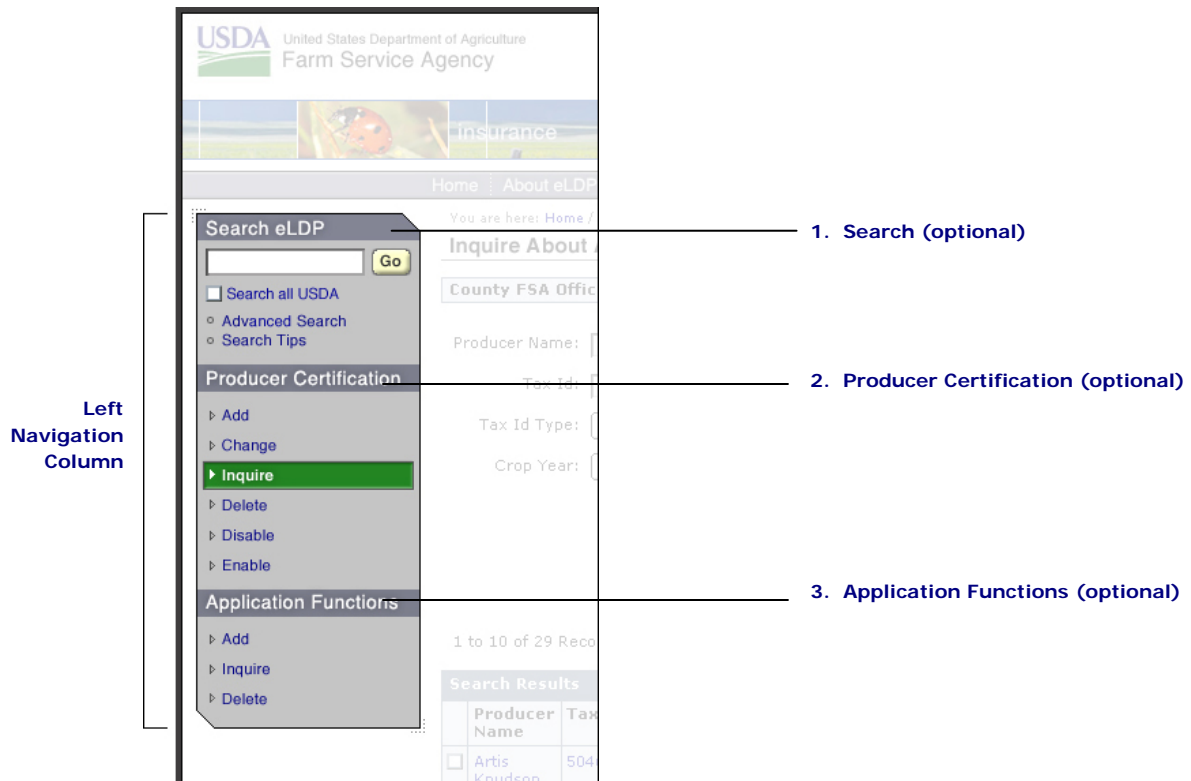 USDA
United States Department of Agriculture
Farm Service Agency
insurance
Home
About eLDP
You are here: Home /
Inquire About
County FSA Offic
Producer Name:
Tax Id:
Tax Id Type:
Crop Year:
1 to 10 of 29 Reco
Search Results
Producer Name
Tax
Artis Knudson
504
Left
Navigation
Column
Search eLDP
Go
Search all USDA
Advanced Search
Search Tips
Producer Certification
Add
Change
Inquire
Delete
Disable
Enable
Application Functions
Add
Inquire
Delete
1. Search (optional)
2. Producer Certification (optional)
3. Application Functions (optional)